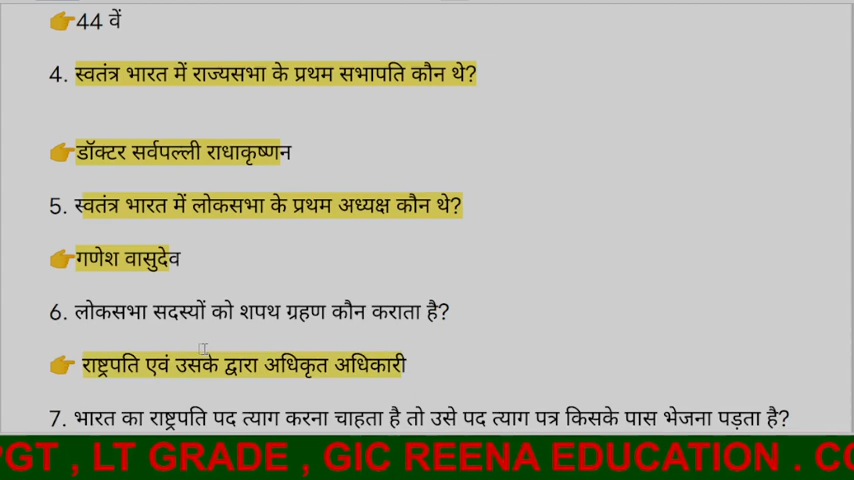 👉44 वें
4. स्वतंत्र भारत में राज्यसभा के प्रथम सभापति कौन थे?
👉डॉक्टर सर्वपल्ली राधाकृष्णन
5. स्वतंत्र भारत में लोकसभा के प्रथम अध्यक्ष कौन थे?
👉गणेश वासुदेव
6. लोकसभा सदस्यों को शपथ ग्रहण कौन कराता है?
👉 राष्ट्रपति एवं उसके द्वारा अधिकृत अधिकारी
7. भारत का राष्ट्रपति पद त्याग करना चाहता है तो उसे पद त्याग पत्र किसके पास भेजना पड़ता है?
PGT , LT GRADE , GIC REENA EDUCATION . CO